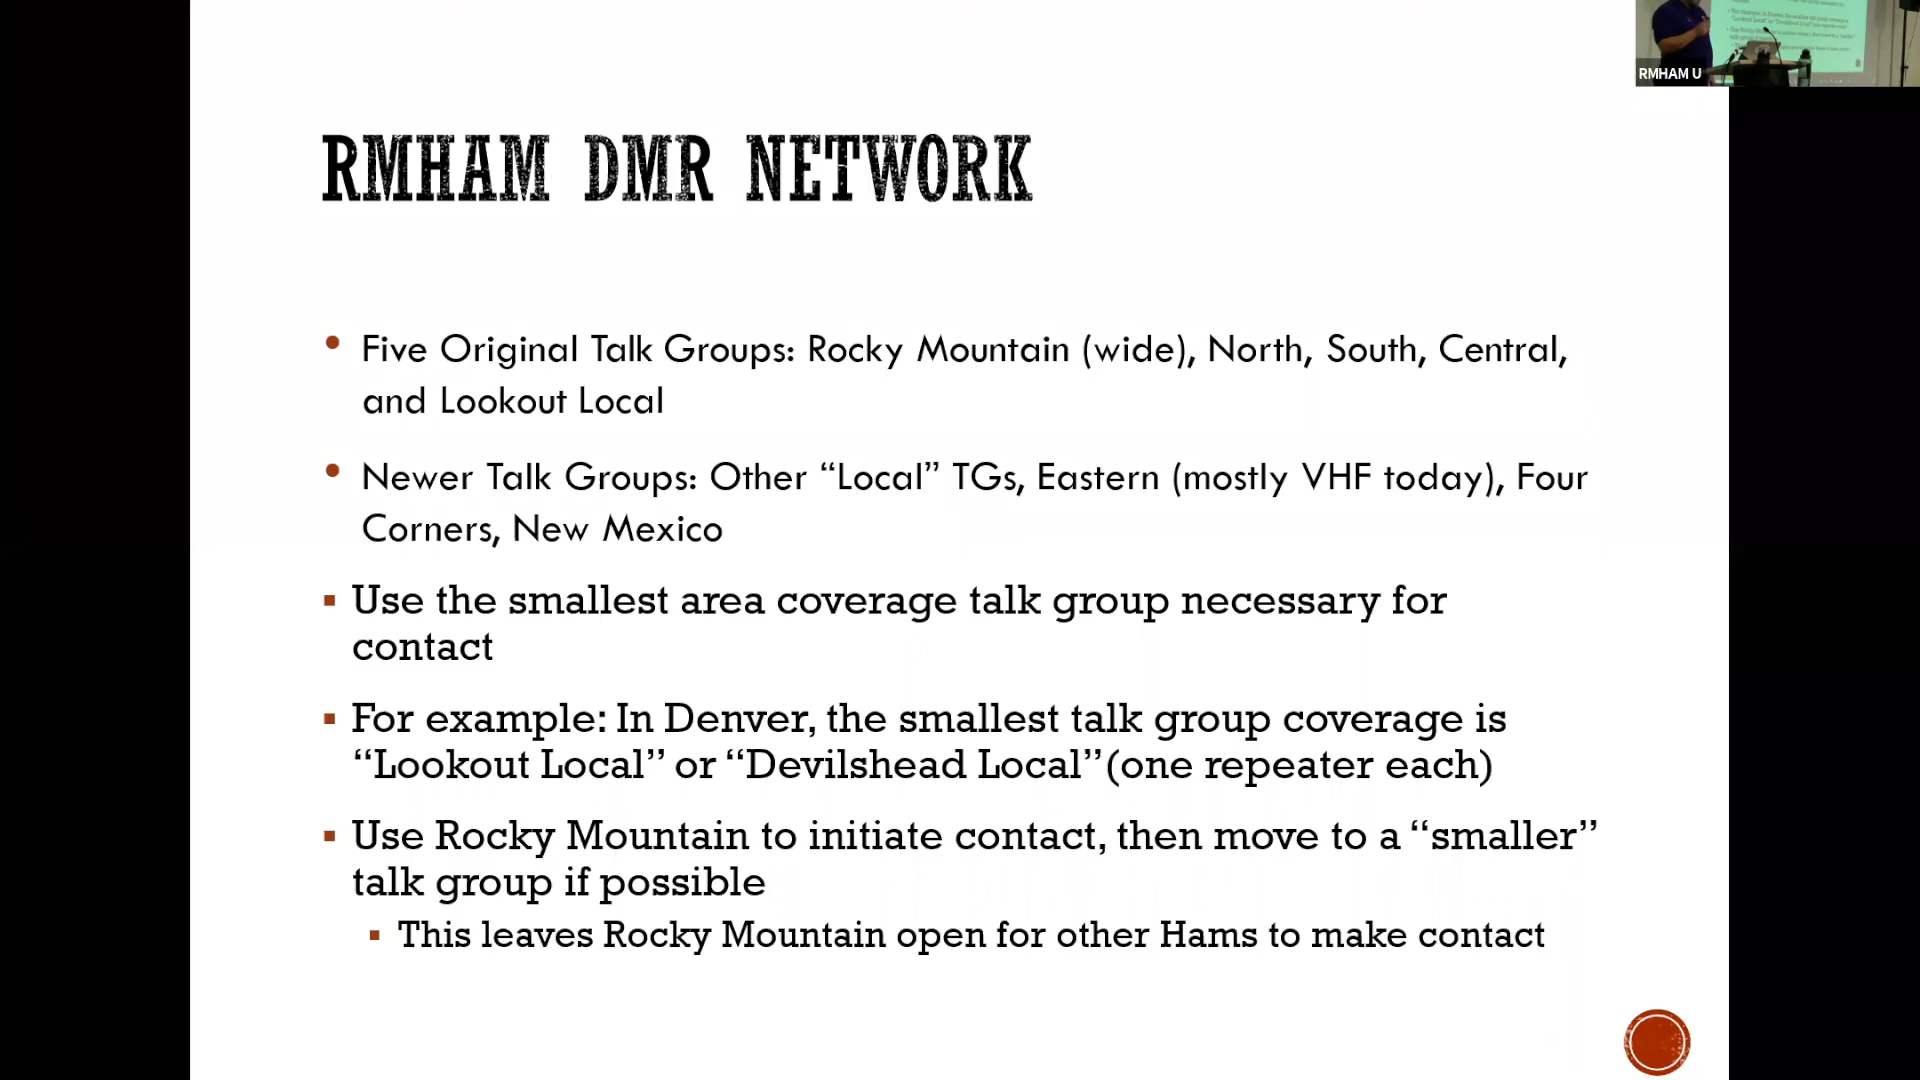 RMHAM U
RMHAM DMR NETWORK
• Five Original Talk Groups: Rocky Mountain (wide), North, South, Central,
and Lookout Local
• Newer Talk Groups: Other “Local” TGs, Eastern (mostly VHF today), Four
Corners, New Mexico
▪ Use the smallest area coverage talk group necessary for
contact
▪ For example: In Denver, the smallest talk group coverage is
“Lookout Local” or “Devilshead Local”(one repeater each)
▪ Use Rocky Mountain to initiate contact, then move to a “smaller”
talk group if possible
▪ This leaves Rocky Mountain open for other Hams to make contact